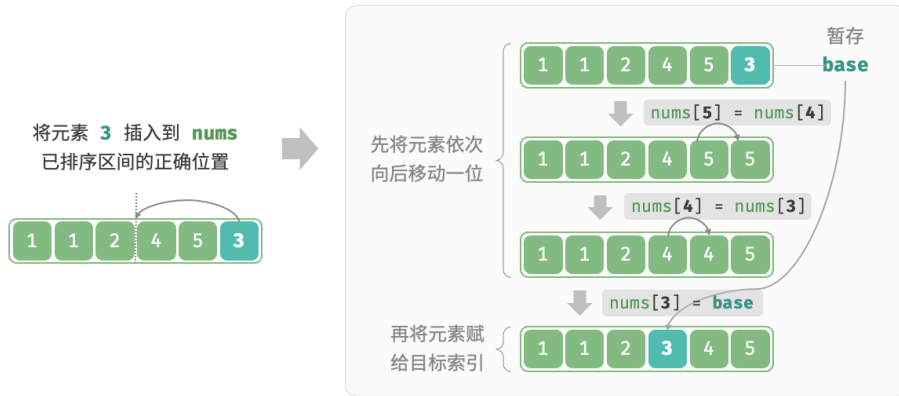 将元素 3 插入到 nums
已排序区间的正确位置
1 1 2 4 5 3
暂存
base
先将元素依次
向后移动一位
1 1 2 4 5 3
nums[5] = nums[4]
1 1 2 4 5 5
nums[4] = nums[3]
1 1 2 4 4 5
nums[3] = base
再将元素赋
给目标索引
1 1 2 3 4 5